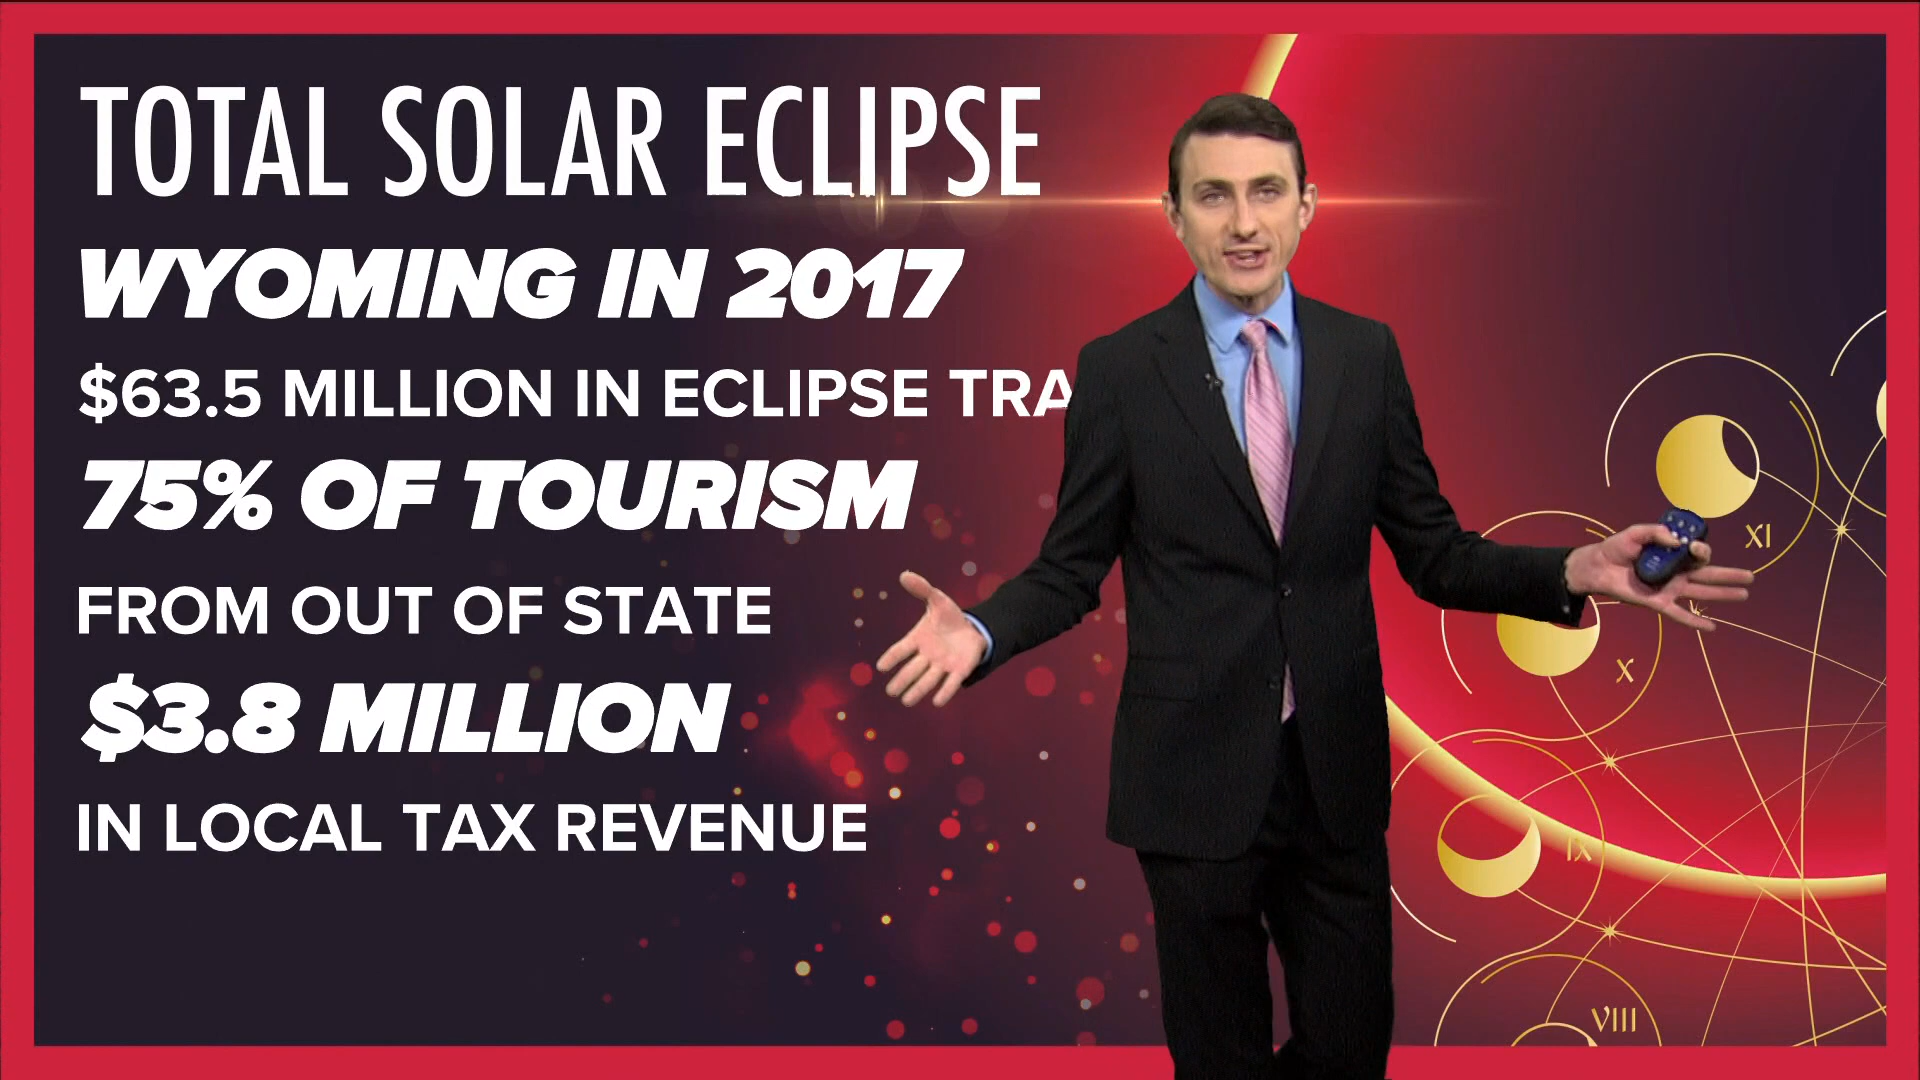 TOTAL SOLAR ECLIPSE
WYOMING IN 2017
$63.5 MILLION IN ECLIPSE TRA
75% OF TOURISM
FROM OUT OF STATE
$3.8 MILLION
IN LOCAL TAX REVENUE
XI
X
IX
VIII